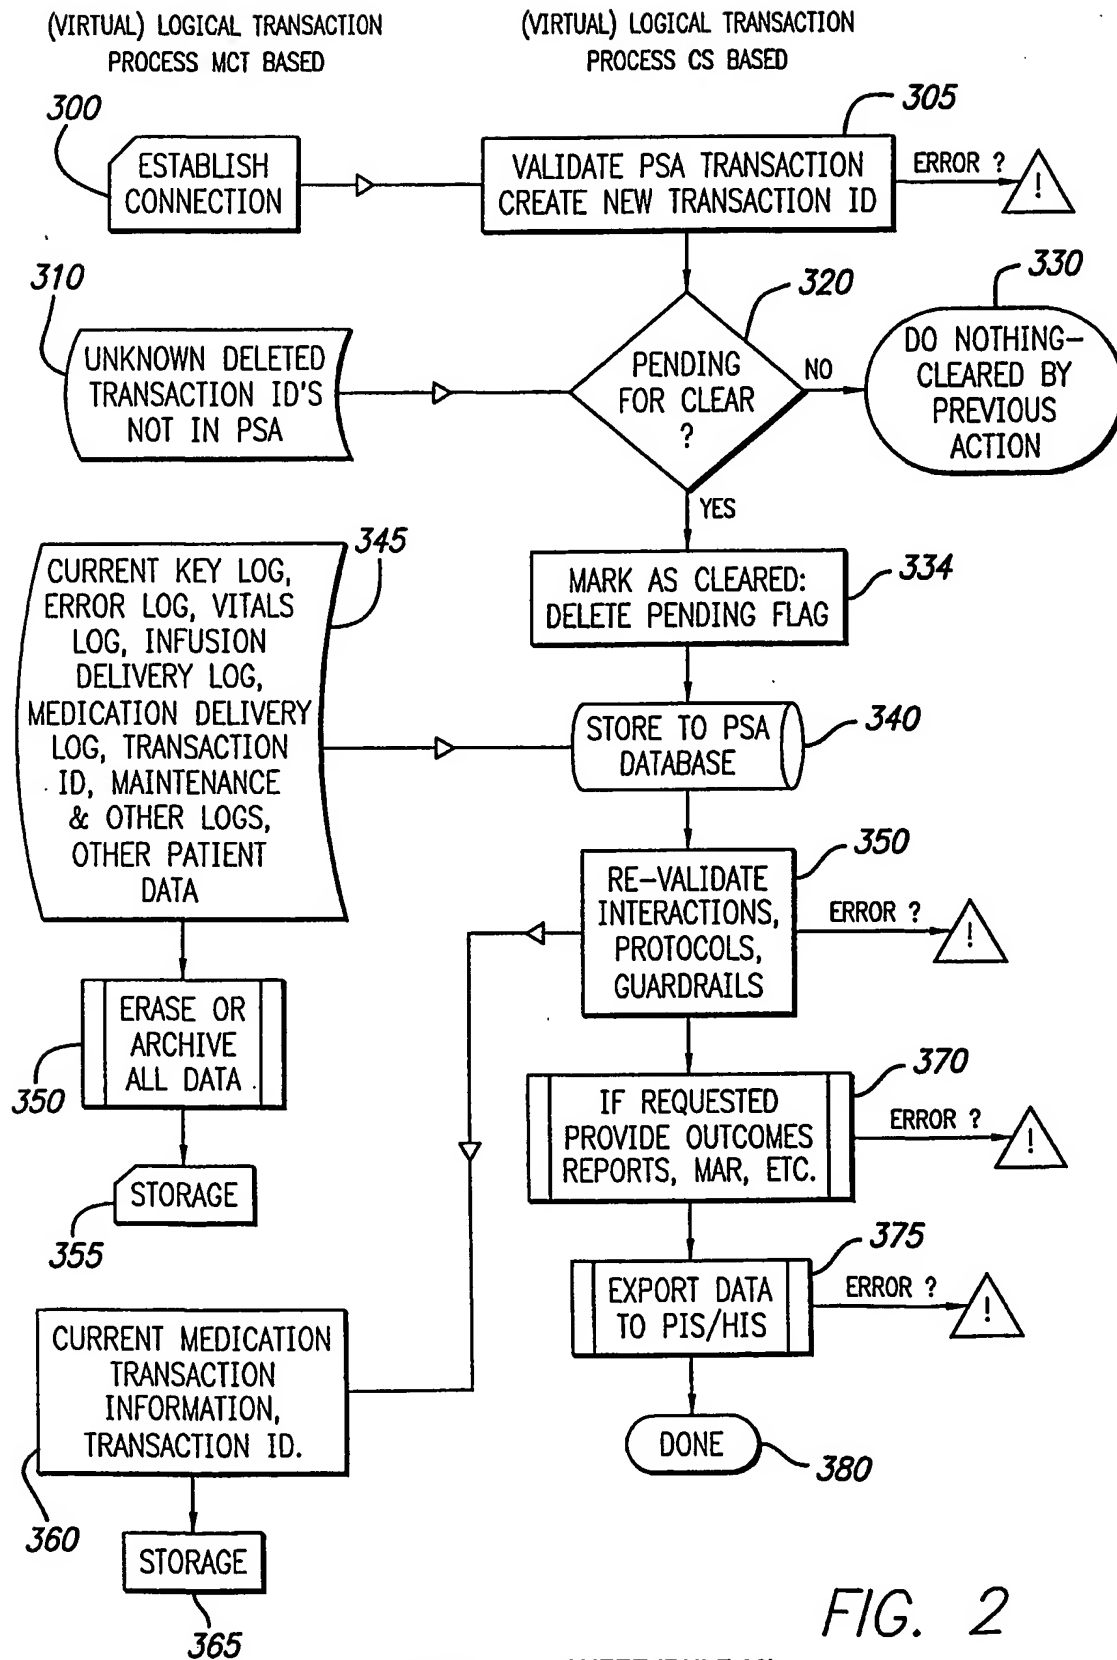 (VIRTUAL) LOGICAL TRANSACTION
PROCESS MCT BASED
(VIRTUAL) LOGICAL TRANSACTION
PROCESS CS BASED
300
ESTABLISH
CONNECTION
305
VALIDATE PSA TRANSACTION
CREATE NEW TRANSACTION ID
ERROR ?
!
310
UNKNOWN DELETED
TRANSACTION ID'S
NOT IN PSA
320
PENDING
FOR CLEAR
?
NO
330
DO NOTHING–
CLEARED BY
PREVIOUS
ACTION
YES
334
MARK AS CLEARED:
DELETE PENDING FLAG
345
CURRENT KEY LOG,
ERROR LOG, VITALS
LOG, INFUSION
DELIVERY LOG,
MEDICATION DELIVERY
LOG, TRANSACTION
ID, MAINTENANCE
& OTHER LOGS,
OTHER PATIENT
DATA
340
STORE TO PSA
DATABASE
350
RE–VALIDATE
INTERACTIONS,
PROTOCOLS,
GUARDRAILS
ERROR ?
!
350
ERASE OR
ARCHIVE
ALL DATA
370
IF REQUESTED
PROVIDE OUTCOMES
REPORTS, MAR, ETC.
ERROR ?
!
355
STORAGE
375
EXPORT DATA
TO PIS/HIS
ERROR ?
!
360
CURRENT MEDICATION
TRANSACTION
INFORMATION,
TRANSACTION ID.
DONE
380
STORAGE
365
FIG. 2